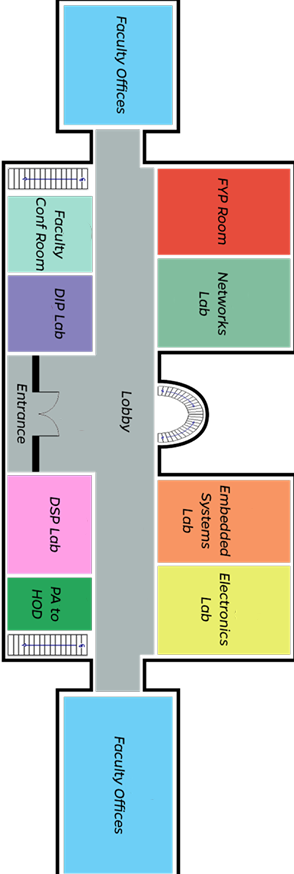 Faculty Offices
FYP Room
Faculty
Conf Room
Networks
Lab
DIP Lab
Lobby
Entrance
Embedded
Systems
Lab
DSP Lab
Electronics
Lab
PA to
HOD
Faculty Offices